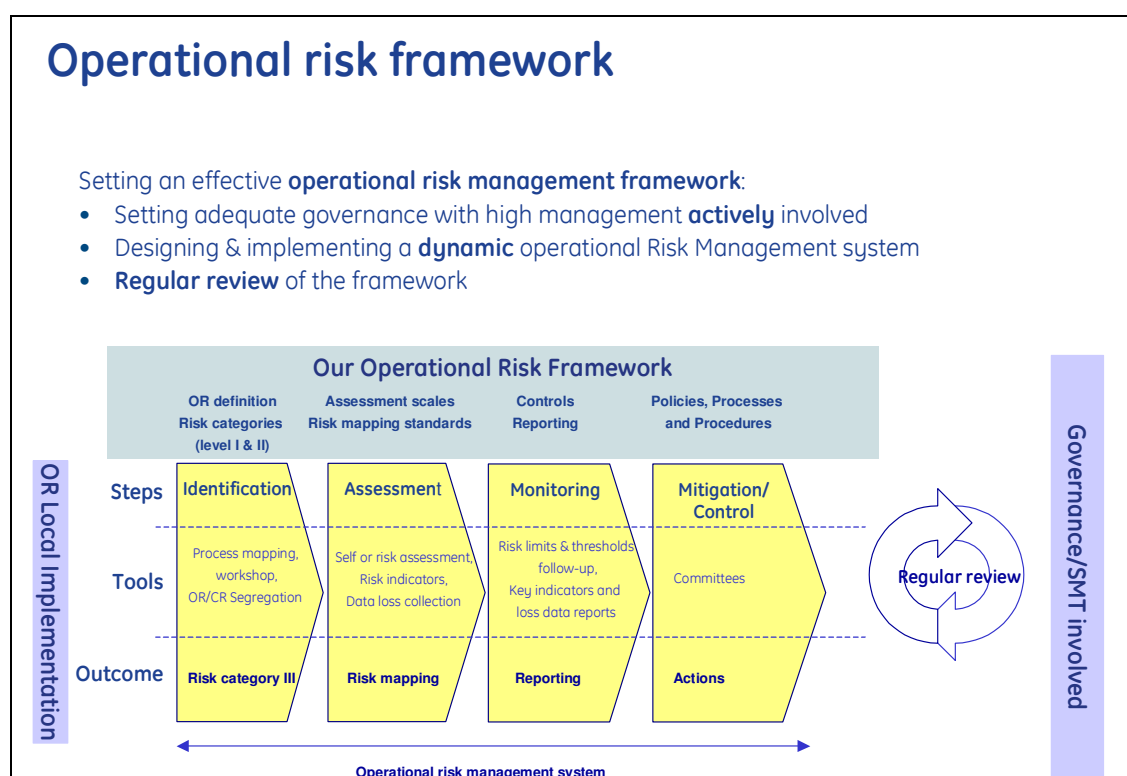 Operational risk framework
Setting an effective operational risk management framework:
• Setting adequate governance with high management actively involved
• Designing & implementing a dynamic operational Risk Management system
• Regular review of the framework
Our Operational Risk Framework
OR definition
Risk categories
(level I & II)
Assessment scales
Risk mapping standards
Controls
Reporting
Policies, Processes
and Procedures
OR Local Implementation
Steps
Identification
Assessment
Monitoring
Mitigation/
Control
Tools
Process mapping,
workshop,
OR/CR Segregation
Self or risk assessment,
Risk indicators,
Data loss collection
Risk limits & thresholds
follow-up,
Key indicators and
loss data reports
Committees
Outcome
Risk category III
Risk mapping
Reporting
Actions
Regular review
Governance/SMT involved
Operational risk management system